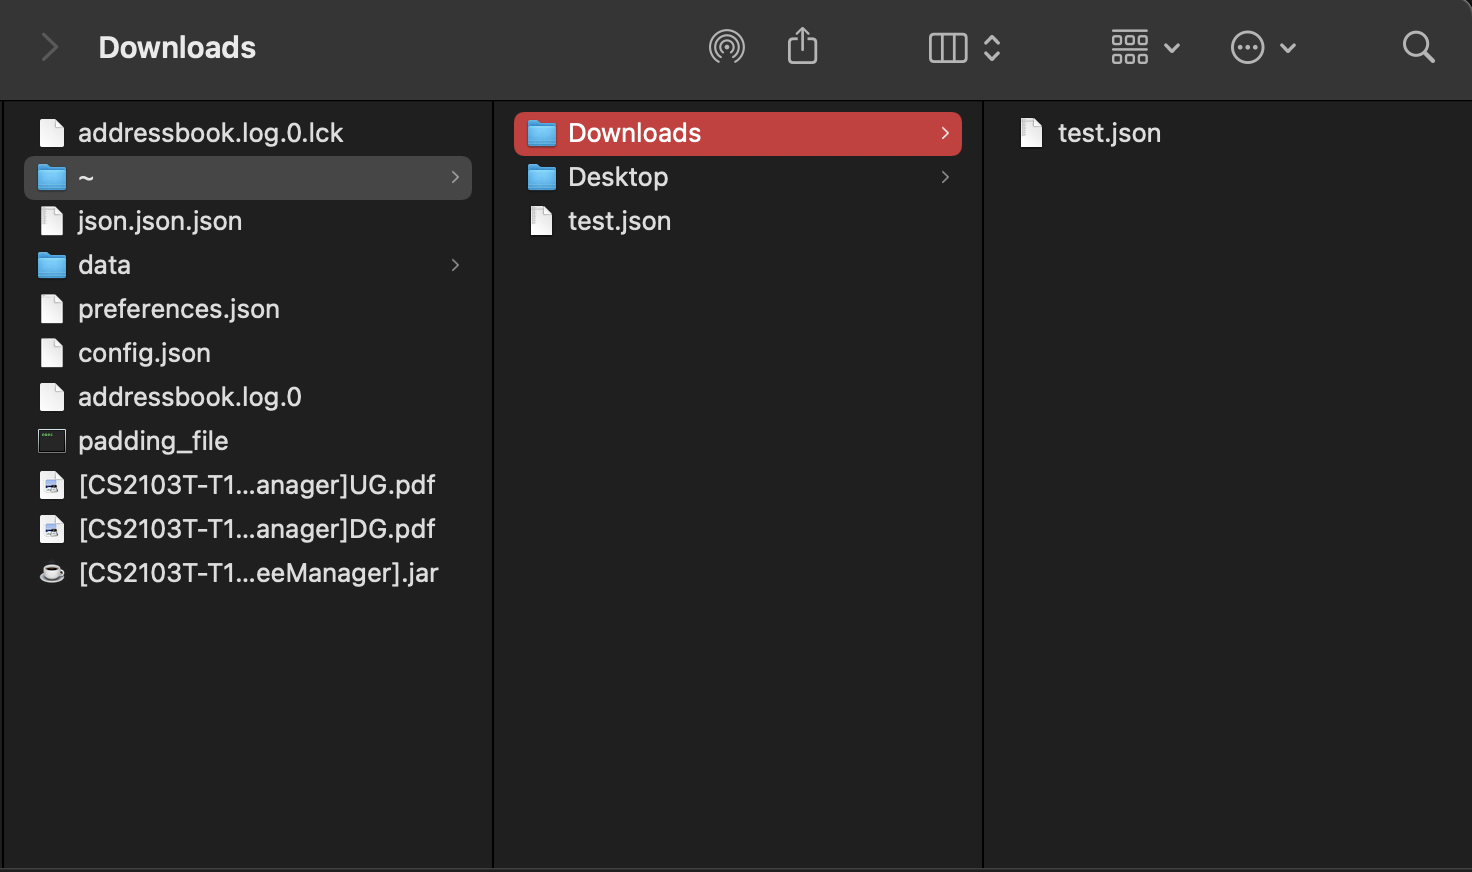 Downloads
addressbook.log.0.lck
~
json.json.json
data
preferences.json
config.json
addressbook.log.0
padding_file
[CS2103T-T1...anager]UG.pdf
[CS2103T-T1...anager]DG.pdf
[CS2103T-T1...eeManager].jar
Downloads
Desktop
test.json
test.json